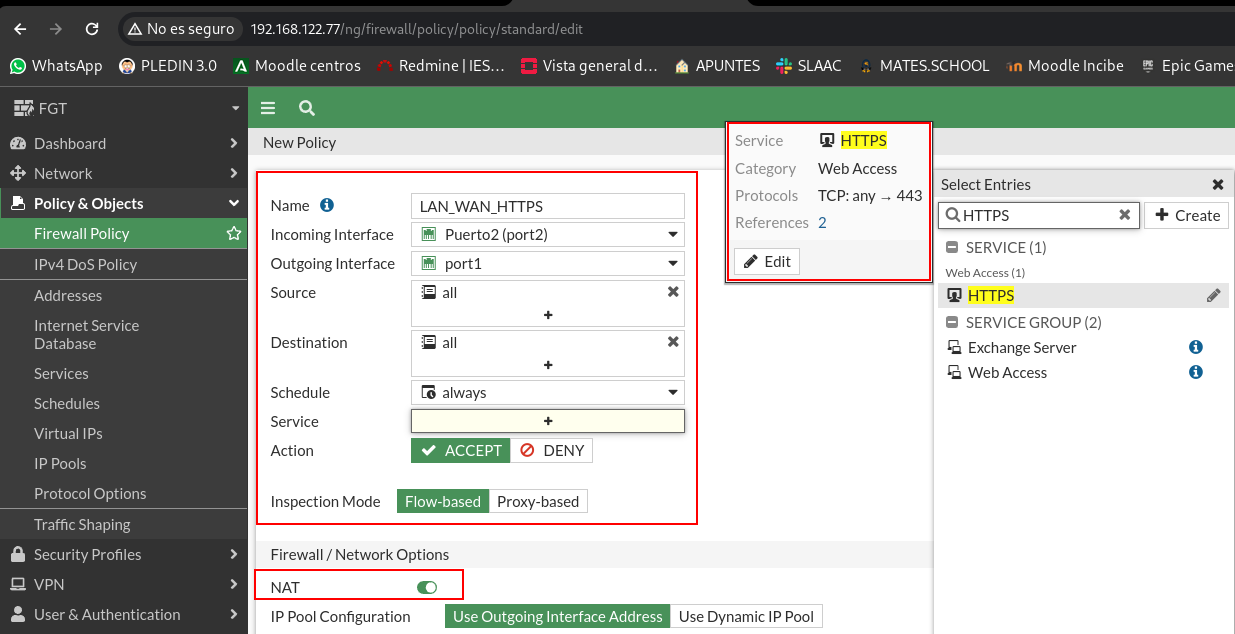 No es seguro 192.168.122.77/ng/firewall/policy/policy/standard/edit
WhatsApp PLEDIN 3.0 Moodle centros Redmine | IES… Vista general d… APUNTES SLAAC MATES.SCHOOL Moodle Incibe Epic Game
FGT
Dashboard
Network
Policy & Objects
Firewall Policy
IPv4 DoS Policy
Addresses
Internet Service
Database
Services
Schedules
Virtual IPs
IP Pools
Protocol Options
Traffic Shaping
Security Profiles
VPN
User & Authentication
New Policy
Name LAN_WAN_HTTPS
Incoming Interface Puerto2 (port2)
Outgoing Interface port1
Source all
+
Destination all
+
Schedule always
Service +
Action ACCEPT DENY
Inspection Mode Flow-based Proxy-based
Firewall / Network Options
NAT
IP Pool Configuration Use Outgoing Interface Address Use Dynamic IP Pool
Service HTTPS
Category Web Access
Protocols TCP: any → 443
References 2
Edit
Select Entries
HTTPS + Create
SERVICE (1)
Web Access (1)
HTTPS
SERVICE GROUP (2)
Exchange Server
Web Access